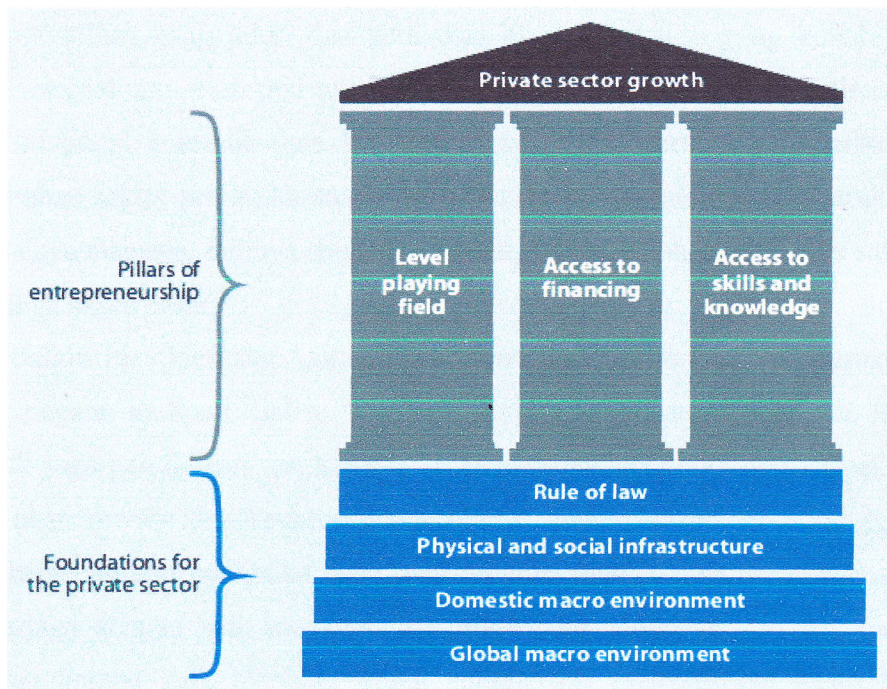 Private sector growth
Pillars of
entrepreneurship
Level
playing
field
Access to
financing
Access to
skills and
knowledge
Rule of law
Physical and social infrastructure
Foundations for
the private sector
Domestic macro environment
Global macro environment